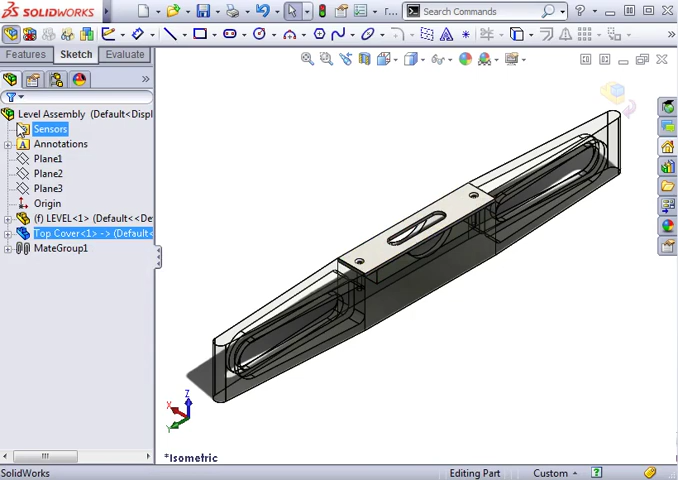 SOLIDWORKS r... Search Commands
Features Sketch Evaluate
Level Assembly (Default<Displ
Sensors
Annotations
Plane1
Plane2
Plane3
Origin
(f) LEVEL<1> (Default<<De
Top Cover<1> -> (Default<
MateGroup1
Z
X
Y
*Isometric
SolidWorks Editing Part Custom